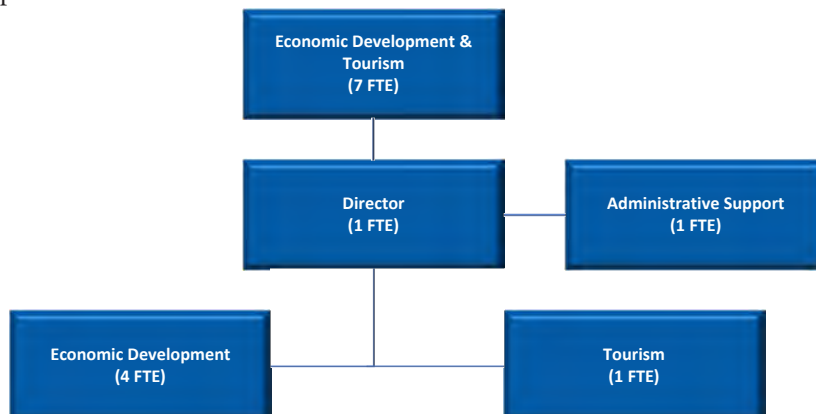 Economic Development &
Tourism
(7 FTE)
Director
(1 FTE)
Administrative Support
(1 FTE)
Economic Development
(4 FTE)
Tourism
(1 FTE)